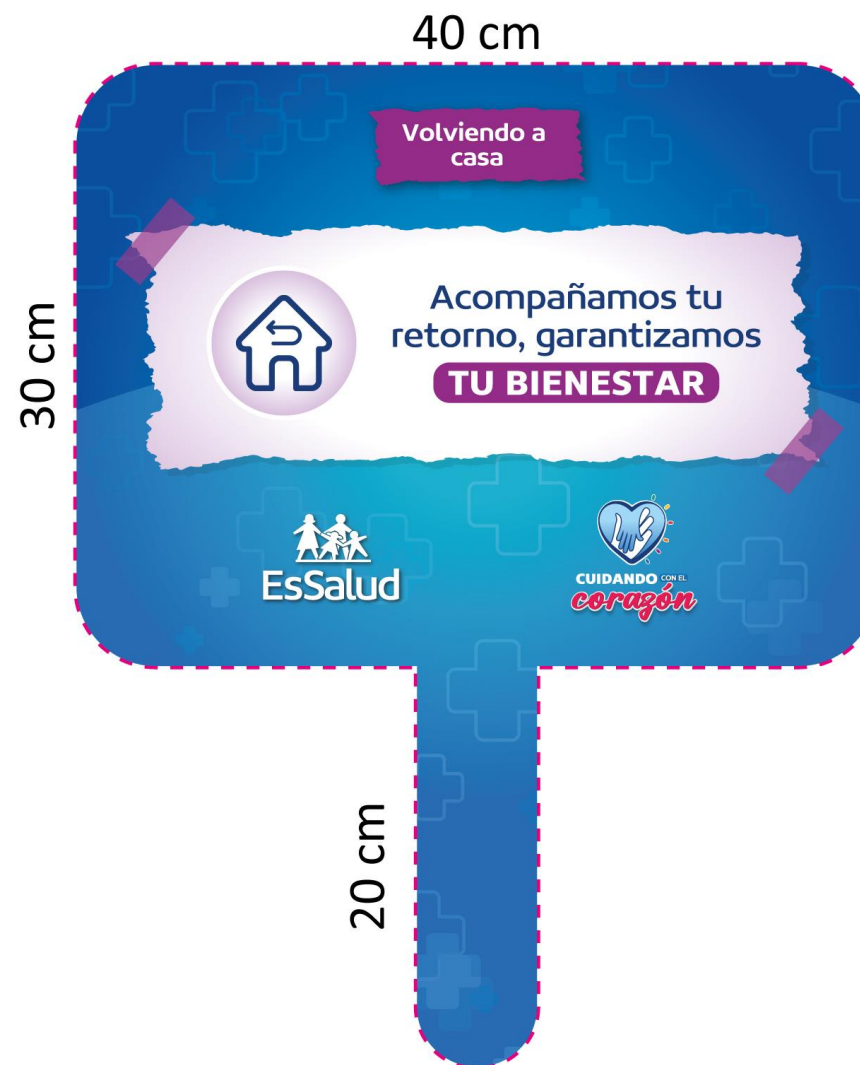 40 cm
Volviendo a
casa
30 cm
Acompañamos tu
retorno, garantizamos
TU BIENESTAR
EsSalud
CUIDANDO CON EL
corazón
20 cm